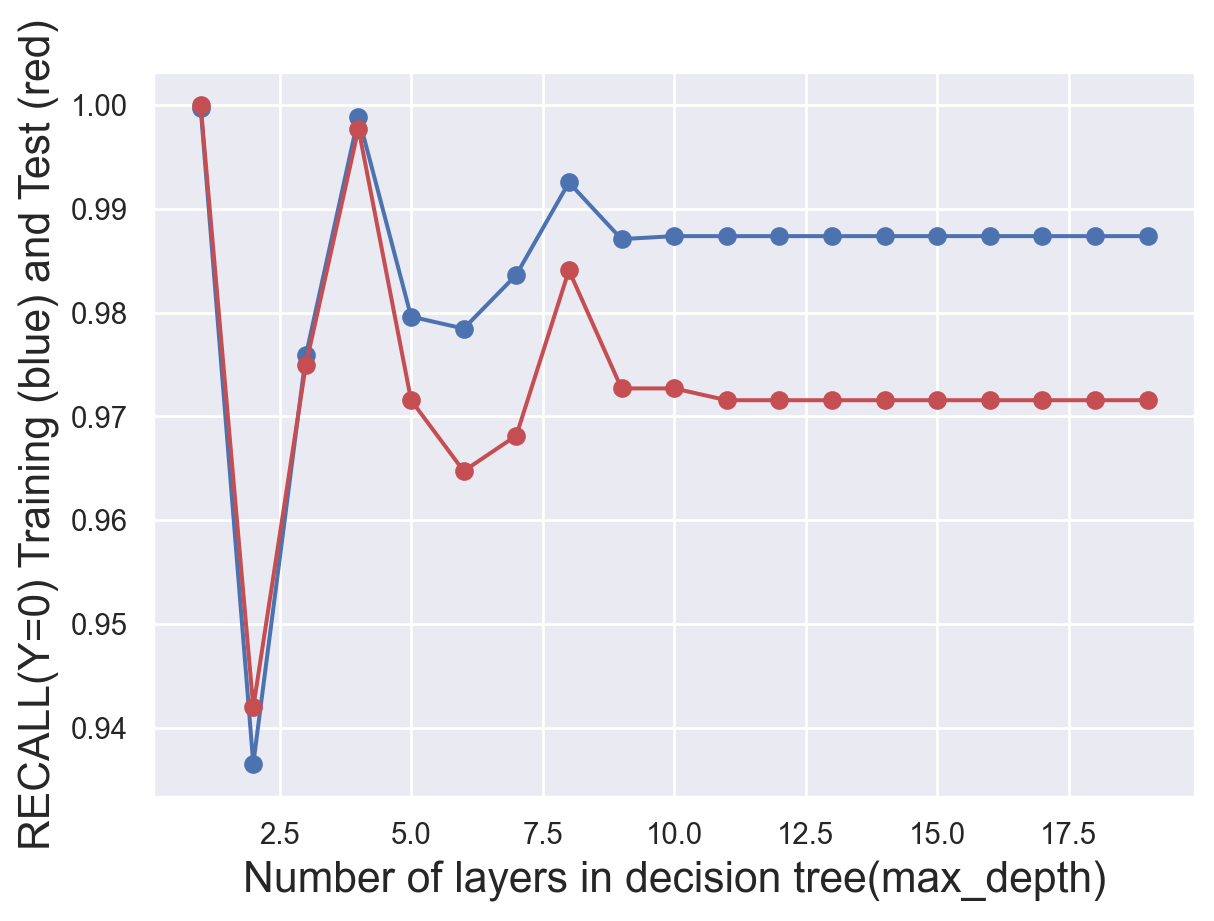 RECALL(Y=0) Training (blue) and Test (red)
1.00
0.99
0.98
0.97
0.96
0.95
0.94
2.5 5.0 7.5 10.0 12.5 15.0 17.5
Number of layers in decision tree(max_depth)